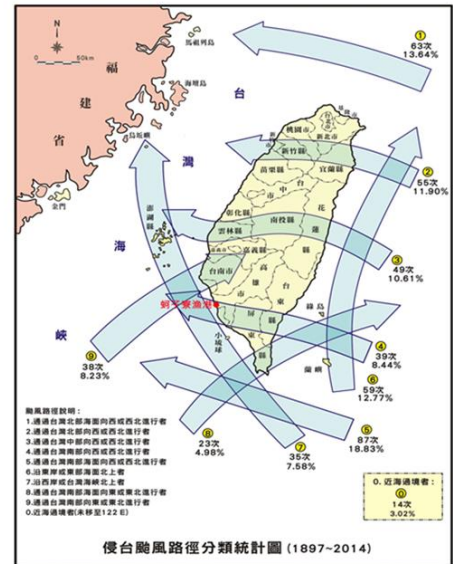 N
0 50km
福
建
省
馬祖列島
海壇島
烏坵嶼
金門
台
灣
海
峽
澎湖縣
桃園市
台北市
基隆市
新北市
新竹縣
宜蘭縣
苗栗縣
台
中
市
彰化縣
南投縣
花
蓮
縣
雲林縣
嘉義縣
台南市
高
雄
市
台
東
縣
屏
東
縣
綠島
蘭嶼
小琉球
蚵子寮漁港
①
63次
13.64%
②
55次
11.90%
③
49次
10.61%
④
39次
8.44%
⑥
59次
12.77%
⑤
87次
18.83%
⑨
38次
8.23%
⑧
23次
4.98%
⑦
35次
7.58%
颱風路徑說明:
1.通過台灣北部海面向西或西北進行者
2.通過台灣北部向西或西北進行者
3.通過台灣中部向西或西北進行者
4.通過台灣南部向西或西北進行者
5.通過台灣南部海面向西或西北進行者
6.沿東岸或東部海面北上者
7.沿西岸或台灣海峽北上者
8.通過台灣南部海面向東或東北進行者
9.通過台灣南部向東或東北進行者
0.近海過境者(未移至122 E)
0.近海過境者:
0
14次
3.02%
侵台颱風路徑分類統計圖(1897~2014)